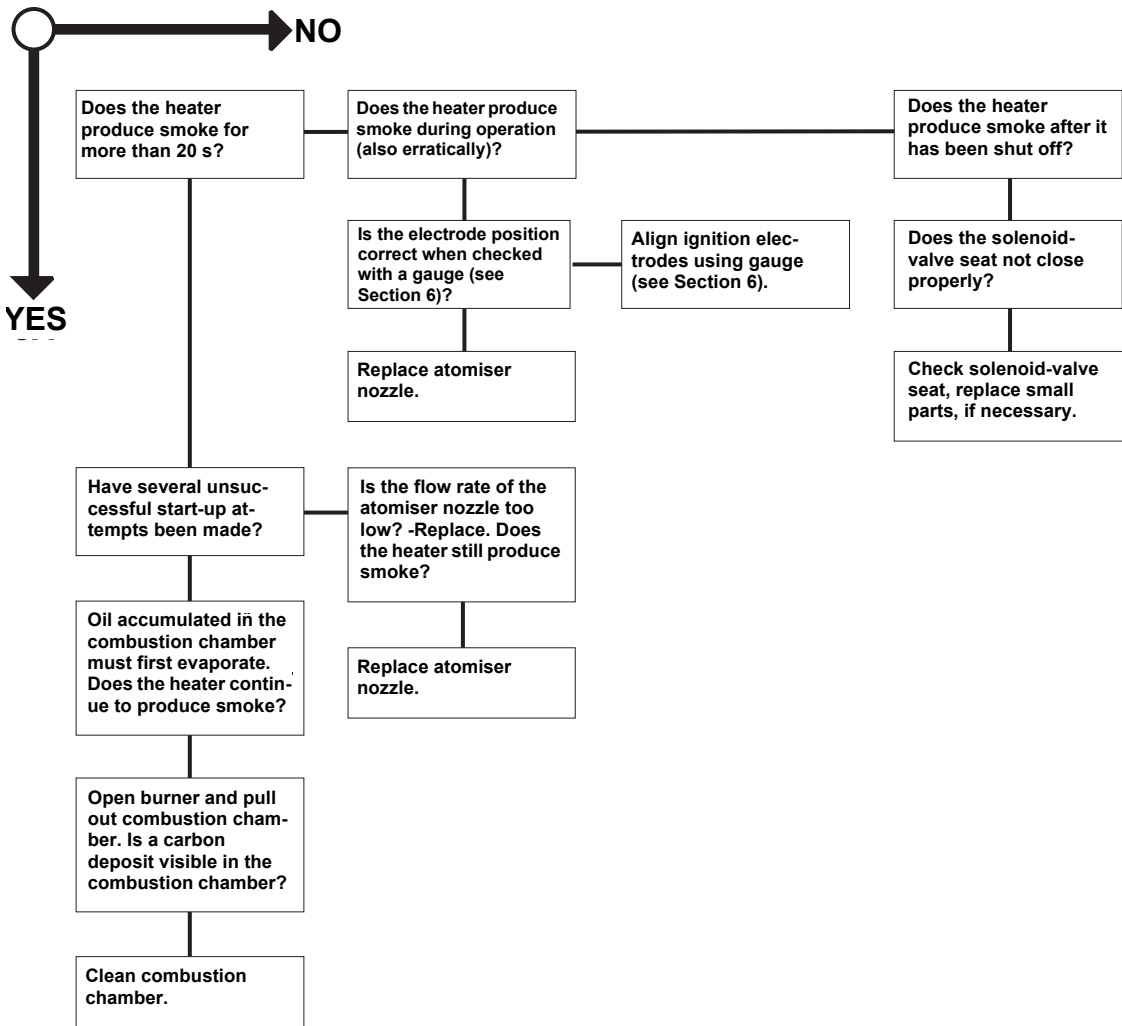 NO
YES
Does the heater
produce smoke for
more than 20 s?
Does the heater produce
smoke during operation
(also erratically)?
Does the heater
produce smoke after it
has been shut off?
Is the electrode position
correct when checked
with a gauge (see
Section 6)?
Align ignition elec-
trodes using gauge
(see Section 6).
Does the solenoid-
valve seat not close
properly?
Replace atomiser
nozzle.
Check solenoid-valve
seat, replace small
parts, if necessary.
Have several unsuc-
cessful start-up at-
tempts been made?
Is the flow rate of the
atomiser nozzle too
low? -Replace. Does
the heater still produce
smoke?
Oil accumulated in the
combustion chamber
must first evaporate.
Does the heater contin-
ue to produce smoke?
Replace atomiser
nozzle.
Open burner and pull
out combustion cham-
ber. Is a carbon
deposit visible in the
combustion chamber?
Clean combustion
chamber.